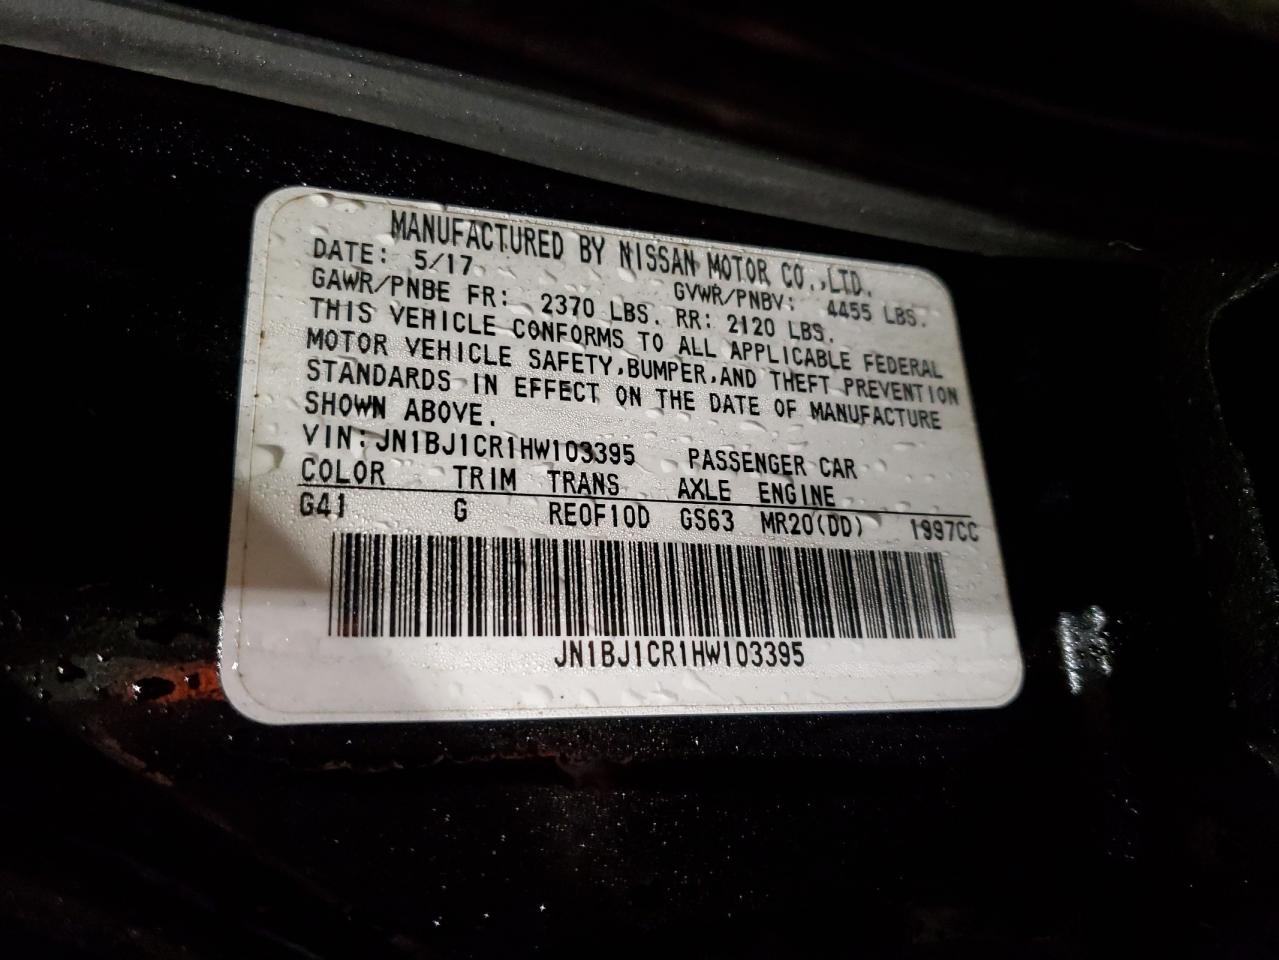 MANUFACTURED BY NISSAN MOTOR CO.,LTD.
DATE: 5/17 GVWR/PNBV: 4455 LBS.
GAWR/PNBE FR: 2370 LBS. RR: 2120 LBS.
THIS VEHICLE CONFORMS TO ALL APPLICABLE FEDERAL
MOTOR VEHICLE SAFETY,BUMPER,AND THEFT PREVENTION
STANDARDS IN EFFECT ON THE DATE OF MANUFACTURE
SHOWN ABOVE.
VIN:JN1BJ1CR1HW103395 PASSENGER CAR
COLOR TRIM TRANS AXLE ENGINE
G41 G RE0F10D GS63 MR20(DD) 1997CC
JN1BJ1CR1HW103395